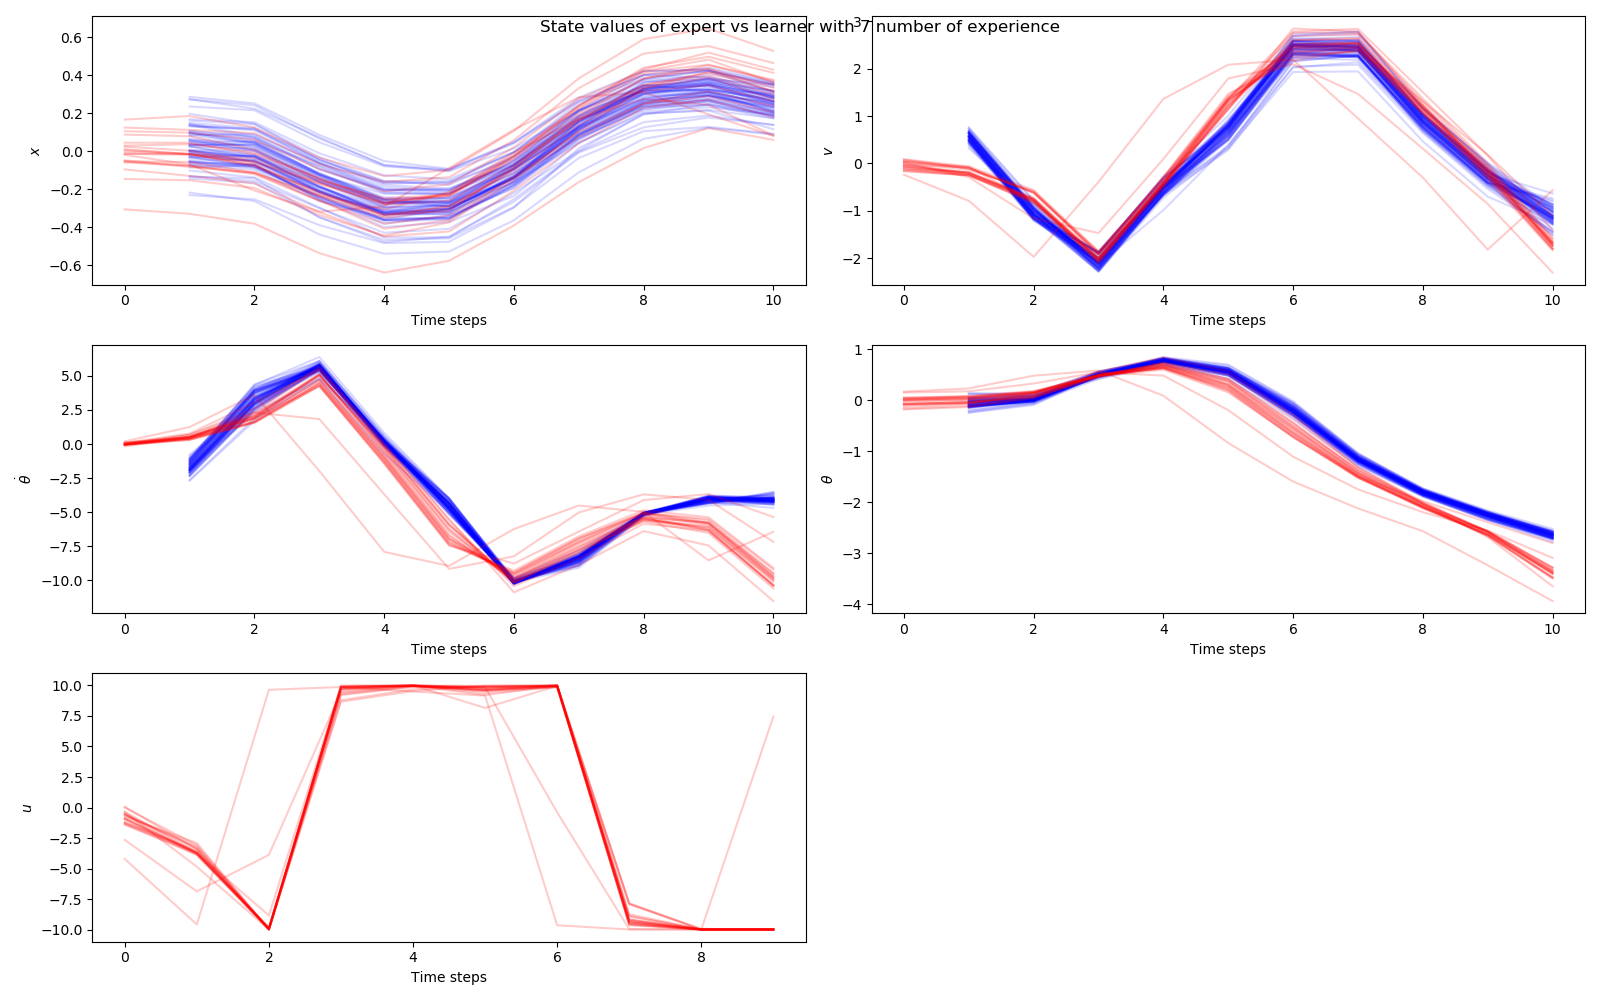 State values of expert vs learner with 7 number of experience
0.6
0.4
0.2
0.0
−0.2
−0.4
−0.6
x
0 2 4 6 8 10
Time steps
3
2
1
0
−1
−2
v
0 2 4 6 8 10
Time steps
5.0
2.5
0.0
−2.5
−5.0
−7.5
−10.0
θ̇
0 2 4 6 8 10
Time steps
1
0
−1
−2
−3
−4
θ
0 2 4 6 8 10
Time steps
10.0
7.5
5.0
2.5
0.0
−2.5
−5.0
−7.5
−10.0
u
0 2 4 6 8
Time steps